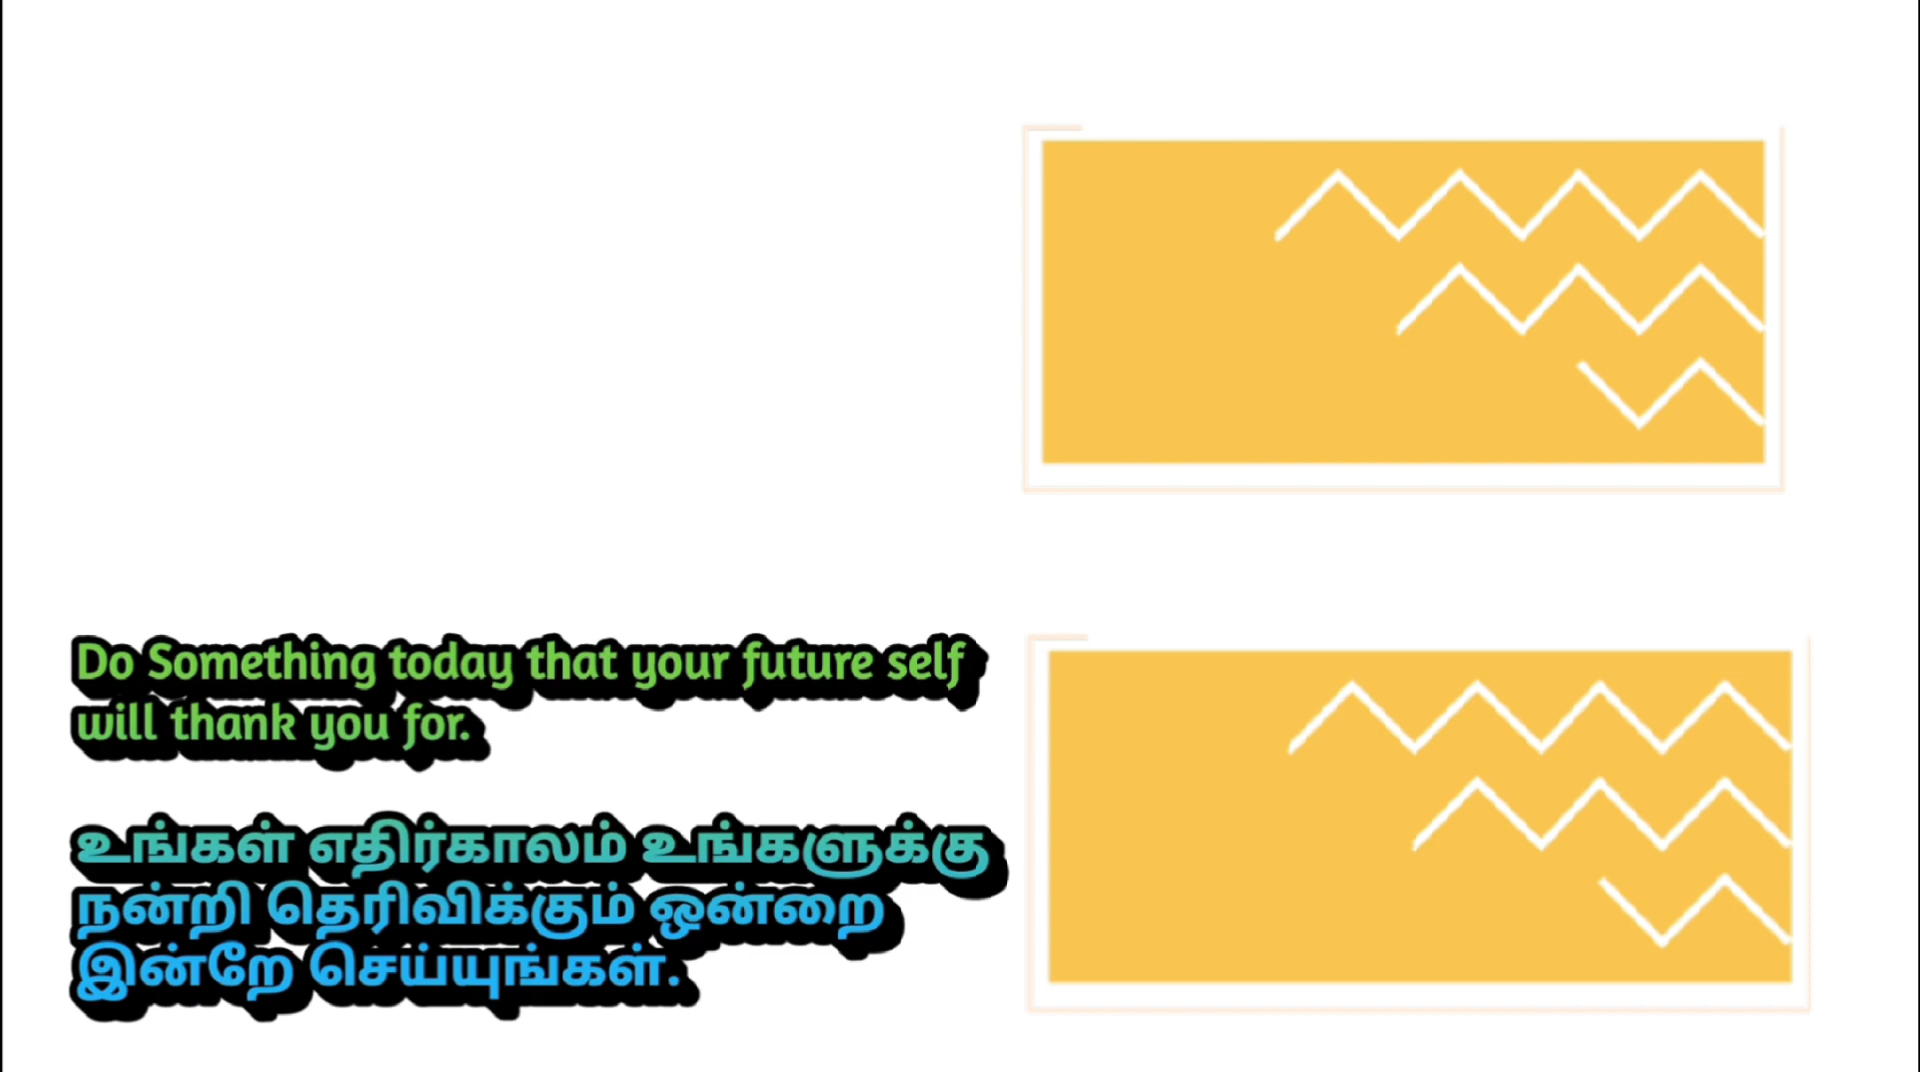 Do Something today that your future self
will thank you for.
உங்கள் எதிர்காலம் உங்களுக்கு
நன்றி தெரிவிக்கும் ஒன்றை
இன்றே செய்யுங்கள்.